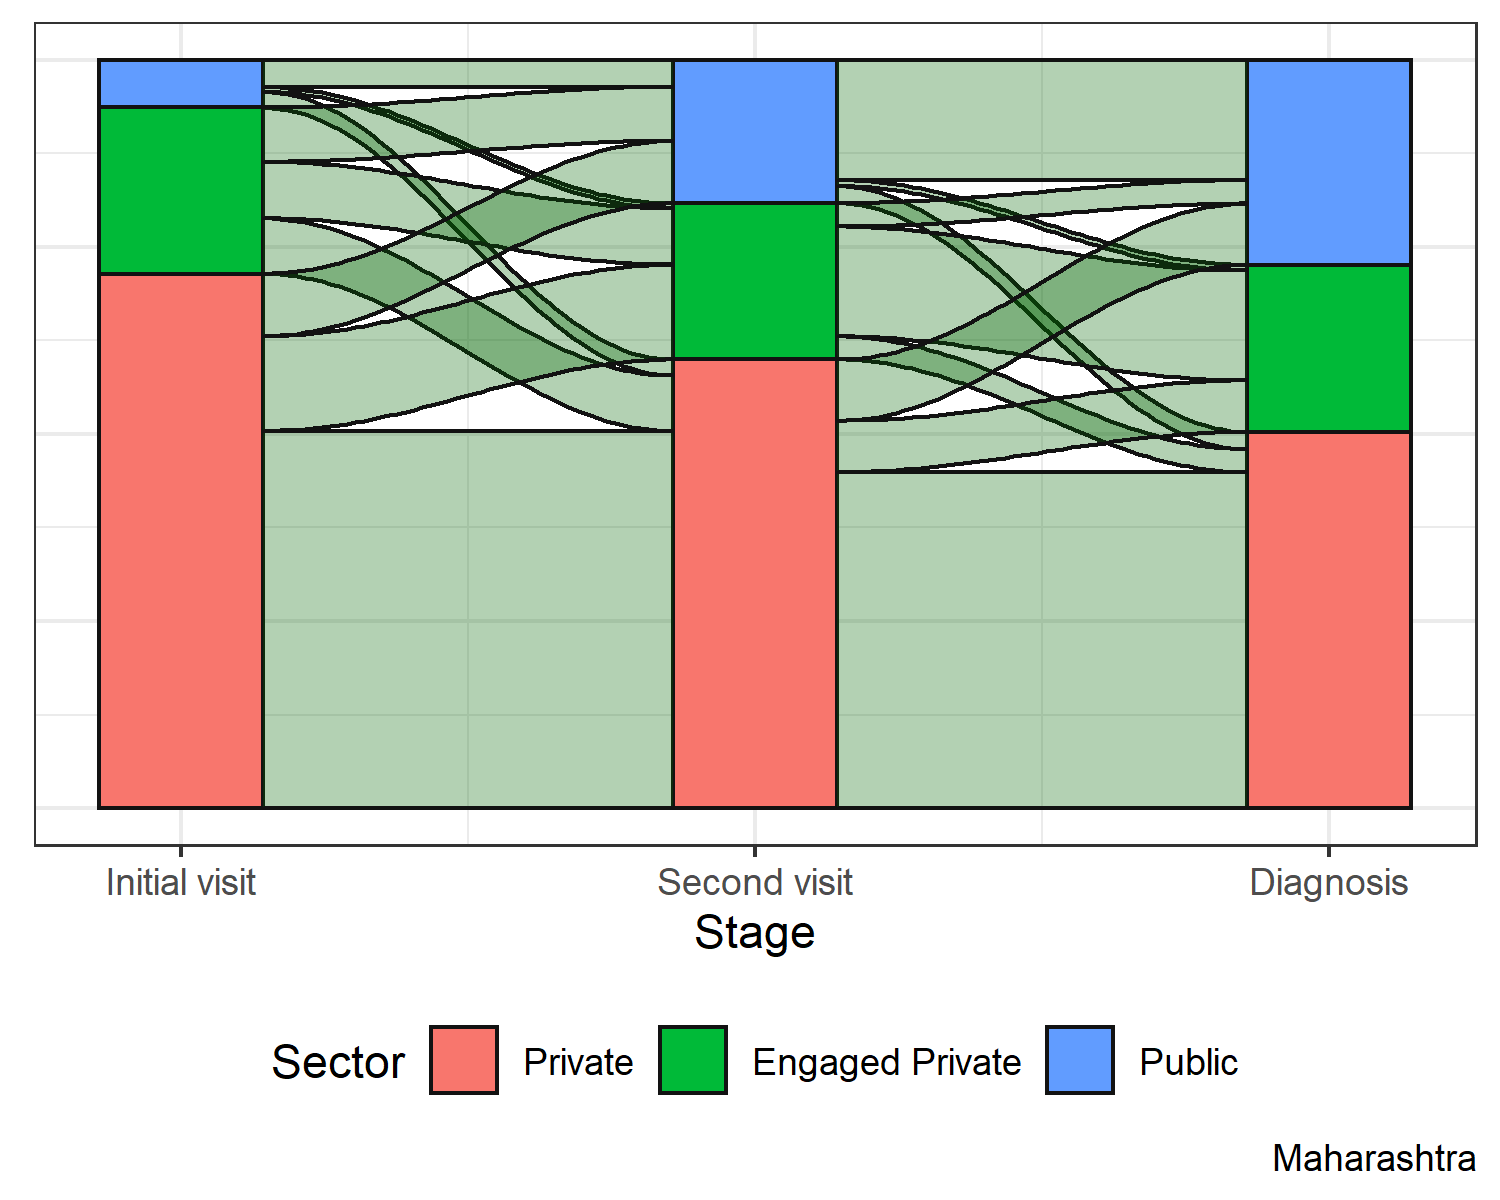 Initial visit Second visit Diagnosis
Stage
Sector Private Engaged Private Public
Maharashtra